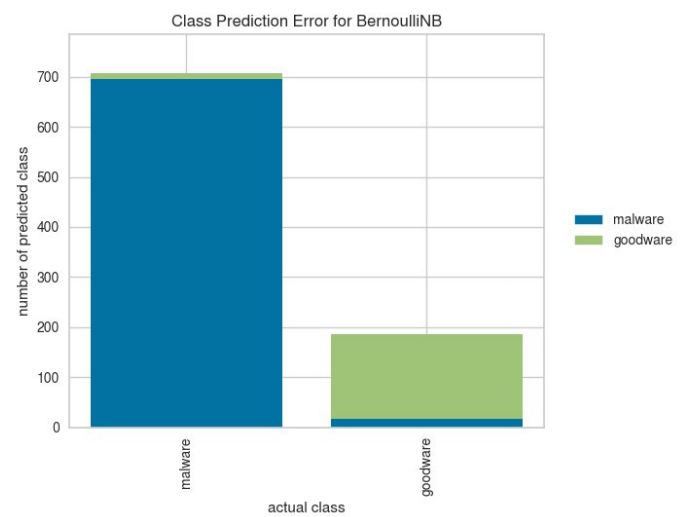 Class Prediction Error for BernoulliNB
number of predicted class
700
600
500
400
300
200
100
0
malware
goodware
malware
goodware
actual class